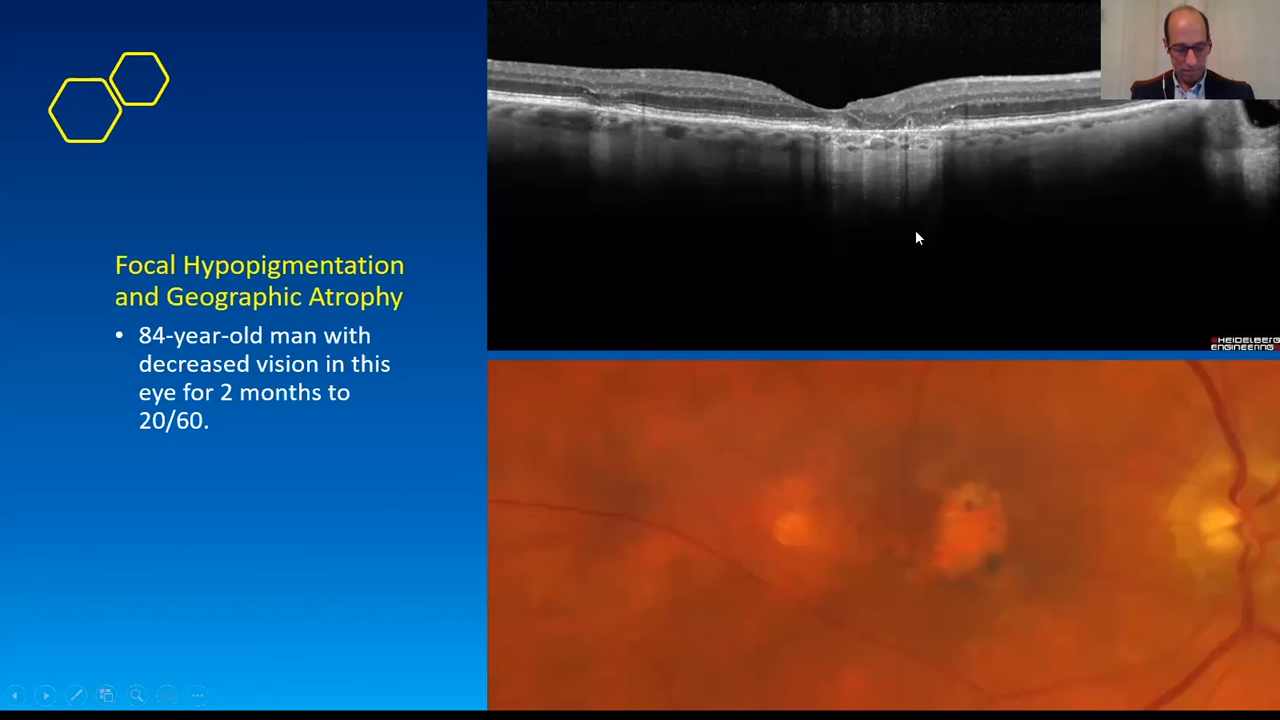 Focal Hypopigmentation
and Geographic Atrophy
• 84-year-old man with
decreased vision in this
eye for 2 months to
20/60.
HEIDELBERG
ENGINEERING